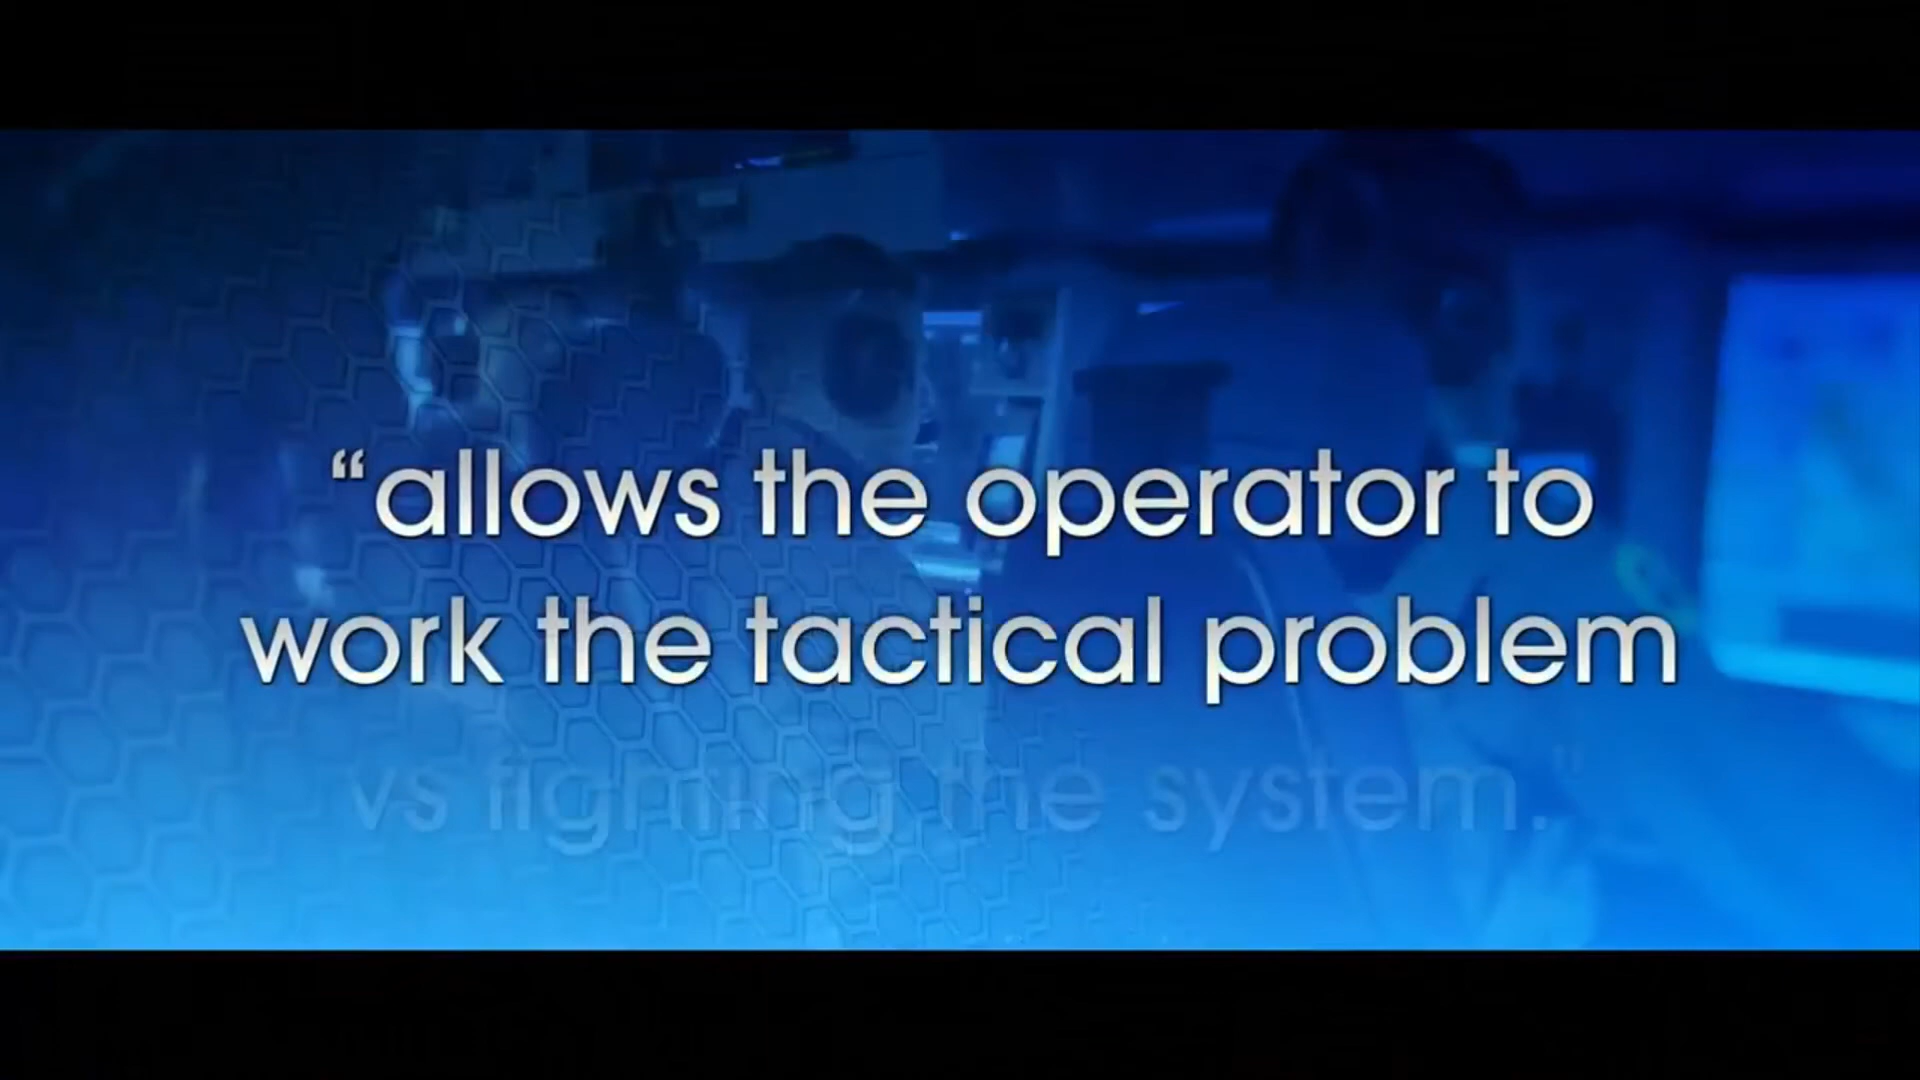 “allows the operator to
work the tactical problem
vs fighting the system.”